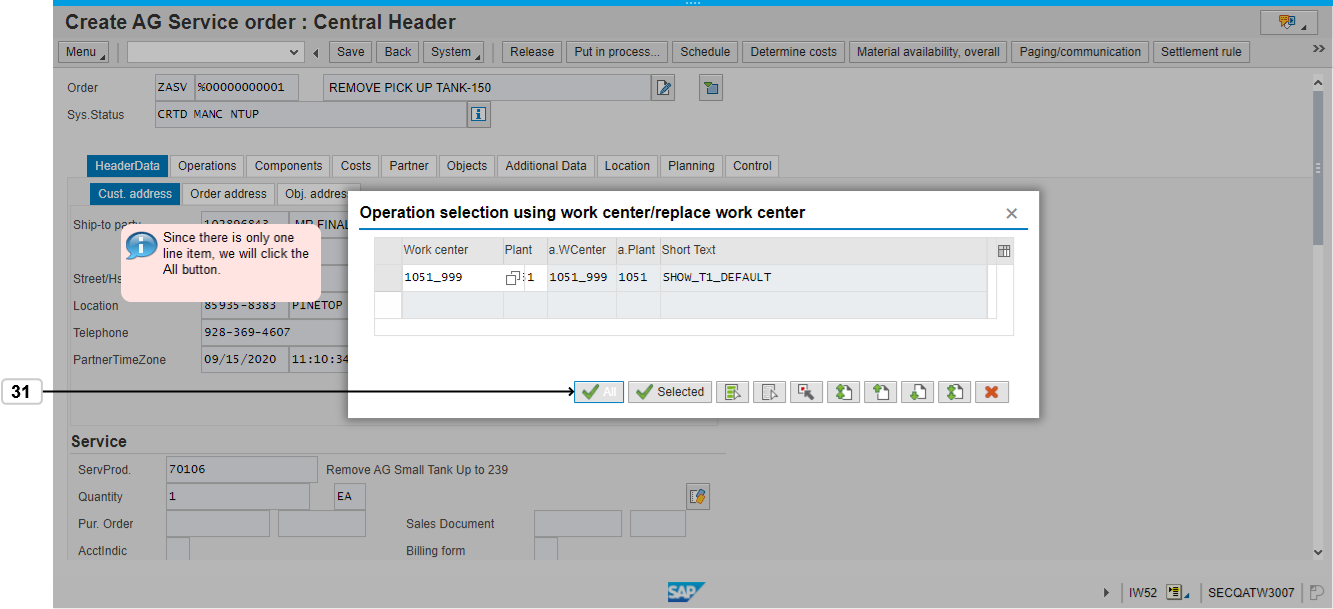 Create AG Service order : Central Header
Menu Save Back System Release Put in process... Schedule Determine costs Material availability, overall Paging/communication Settlement rule
Order ZASV %00000000001 REMOVE PICK UP TANK-150
Sys.Status CRTD MANC NTUP
HeaderData Operations Components Costs Partner Objects Additional Data Location Planning Control
Cust. address Order address Obj. address
Operation selection using work center/replace work center
Ship-to party
Since there is only one
line item, we will click the
All button.
Work center Plant a.WCenter a.Plant Short Text
1051_999 1 1051_999 1051 SHOW_T1_DEFAULT
Location 85935-8383 PINETOP
Telephone 928-369-4607
PartnerTimeZone 09/15/2020 11:10:34
31
All Selected
Service
ServProd. 70106 Remove AG Small Tank Up to 239
Quantity 1 EA
Pur. Order Sales Document
AcctIndic Billing form
SAP IW52 SECQATW3007